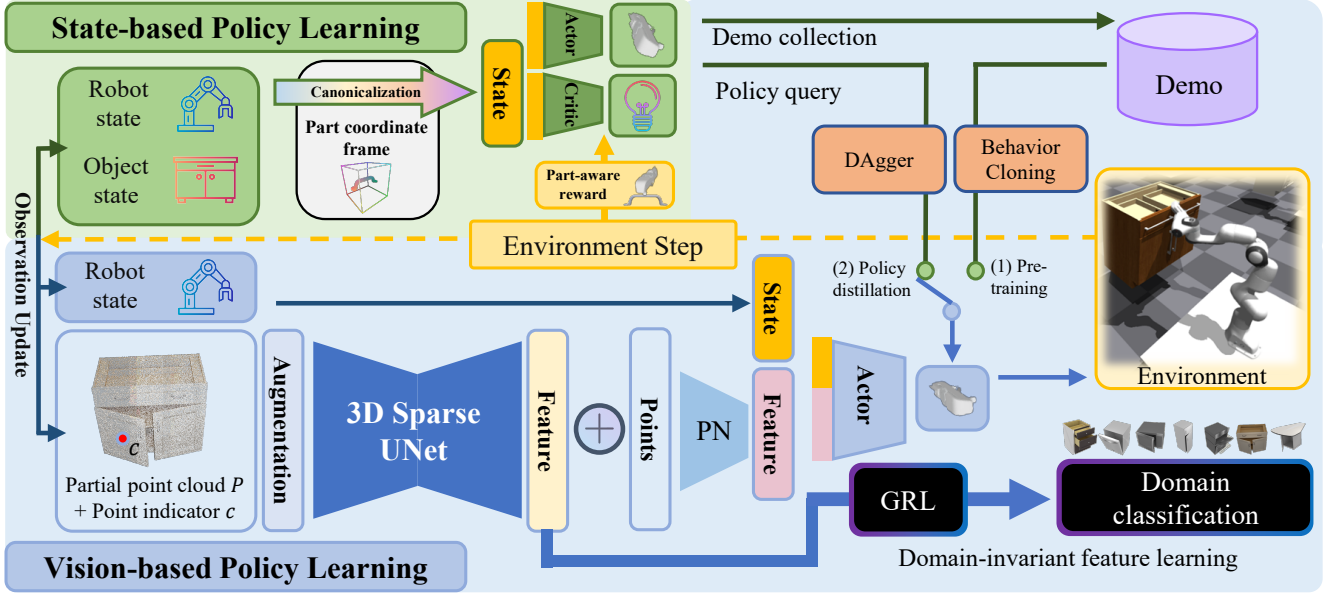 State-based Policy Learning
Robot
state
Object
state
Canonicalization
Part coordinate
frame
State
Actor
Critic
Part-aware
reward
Demo collection
Policy query
Demo
DAgger
Behavior
Cloning
Observation Update
Environment Step
Robot
state
(2) Policy
distillation
(1) Pre-
training
Environment
State
c
Partial point cloud P
+ Point indicator c
Augmentation
3D Sparse
UNet
Feature
Points
PN
Feature
Actor
GRL
Domain
classification
Domain-invariant feature learning
Vision-based Policy Learning